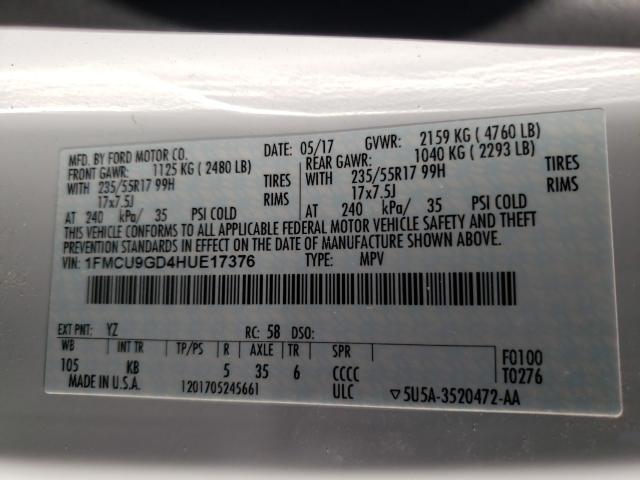 MFD. BY FORD MOTOR CO. DATE: 05/17 GVWR: 2159 KG ( 4760 LB)
FRONT GAWR: 1125 KG ( 2480 LB) REAR GAWR: 1040 KG ( 2293 LB)
WITH 235/55R17 99H TIRES WITH 235/55R17 99H TIRES
17x7.5J RIMS 17x7.5J RIMS
AT 240 kPa/ 35 PSI COLD AT 240 kPa/ 35 PSI COLD
THIS VEHICLE CONFORMS TO ALL APPLICABLE FEDERAL MOTOR VEHICLE SAFETY AND THEFT
PREVENTION STANDARDS IN EFFECT ON THE DATE OF MANUFACTURE SHOWN ABOVE.
VIN: 1FMCU9GD4HUE17376 TYPE: MPV
EXT PNT: YZ RC: 58 DSO:
WB INT TR TP/PS R AXLE TR SPR F0100
105 KB 5 35 6 CCCC T0276
MADE IN U.S.A. 1201705245661 ULC ▽5U5A-3520472-AA